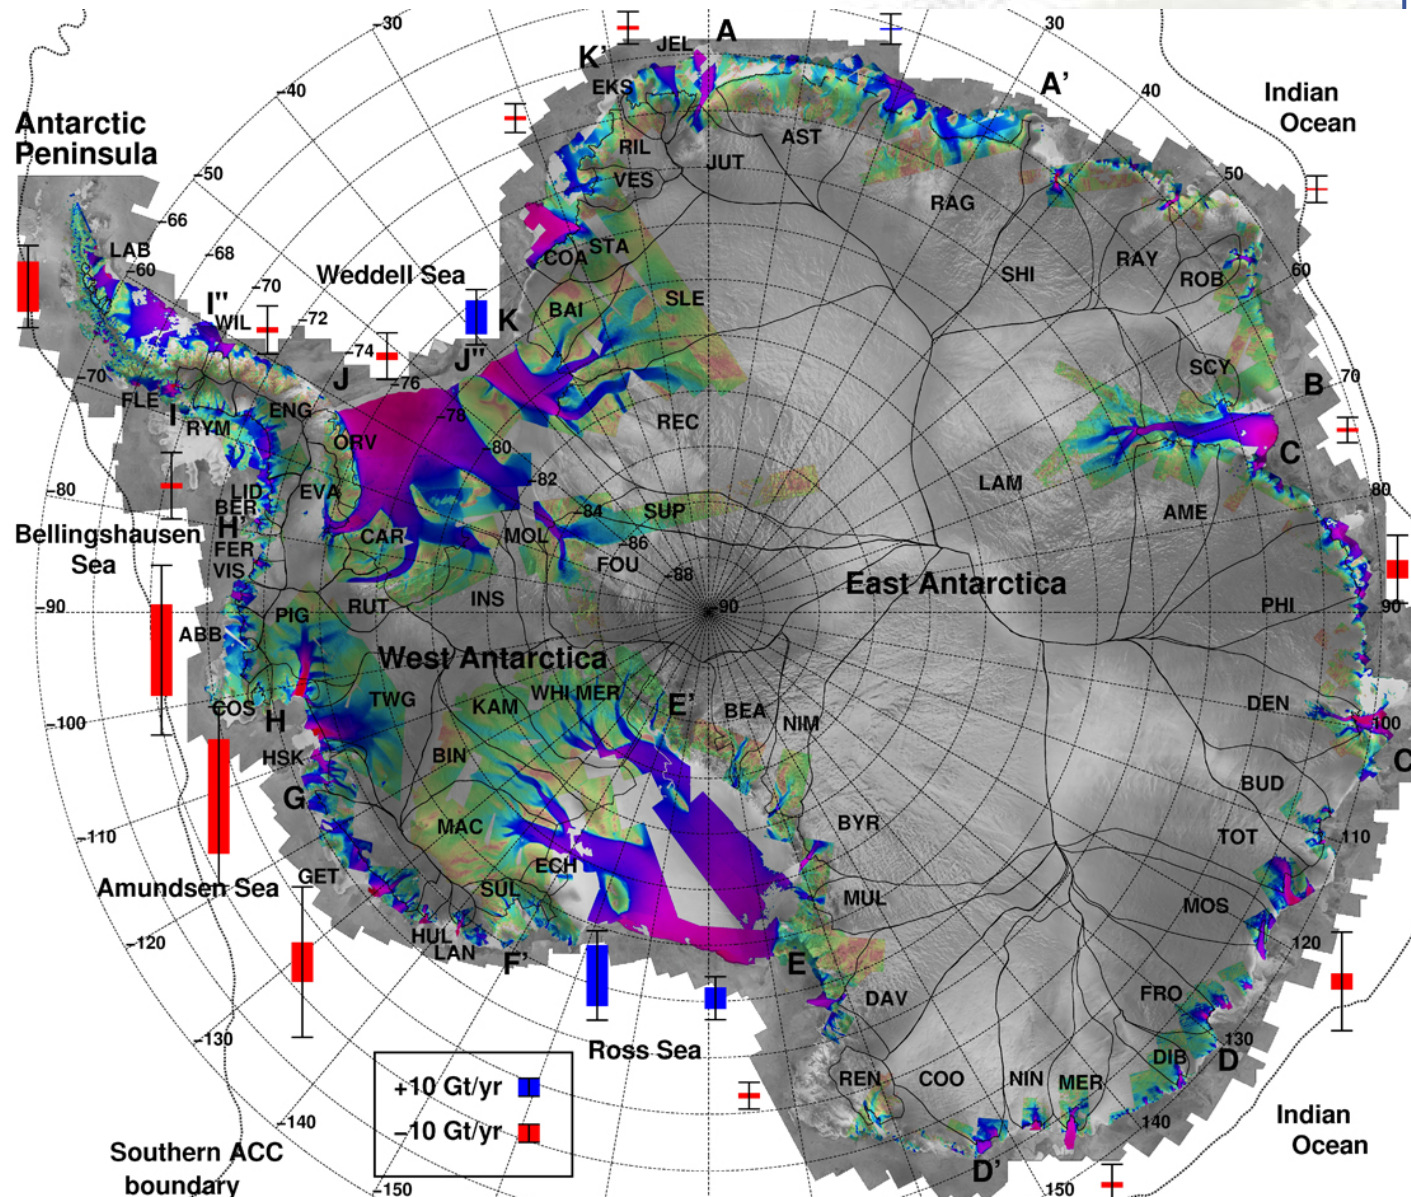 −30
30
K'
JEL
A
EKS
A'
−40
40
Indian
Ocean
Antarctic
Peninsula
RIL
JUT
AST
VES
−50
50
RAG
−66
LAB
−60
−68
STA
COA
RAY
ROB
60
Weddell Sea
SHI
−70
I''
WIL
−72
BAI
SLE
K
−74
J''
J
−76
SCY
B
70
−70
FLE
I
ENG
−78
RYM
REC
ORV
−80
C
−80
LID
BER
EVA
−82
LAM
80
H'
−84
SUP
AME
Bellingshausen
Sea
CAR
MOL
−86
FER
VIS
FOU
−88
East Antarctica
−90
PIG
RUT
INS
−90
PHI
90
ABB
West Antarctica
COS
H
TWG
KAM
WHI
MER
E'
BEA
NIM
DEN
100
−100
HSK
BIN
C'
BUD
G
−110
MAC
BYR
TOT
110
ECH
GET
SUL
Amundsen Sea
MUL
MOS
−120
HUL
LAN
F'
E
120
DAV
FRO
−130
Ross Sea
130
DIB
D
+10 Gt/yr
−10 Gt/yr
REN
COO
NIN
MER
−140
140
Indian
Ocean
Southern ACC
boundary
D'
−150
150